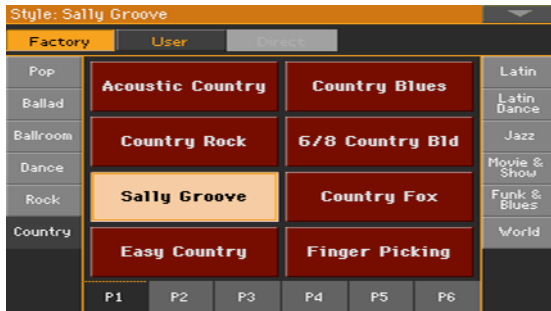 Style: Sally Groove
Factory User Direct
Pop
Ballad
Ballroom
Dance
Rock
Country
Acoustic Country
Country Blues
Country Rock
6/8 Country Bld
Sally Groove
Country Fox
Easy Country
Finger Picking
Latin
Latin
Dance
Jazz
Movie &
Show
Funk &
Blues
World
P1 P2 P3 P4 P5 P6